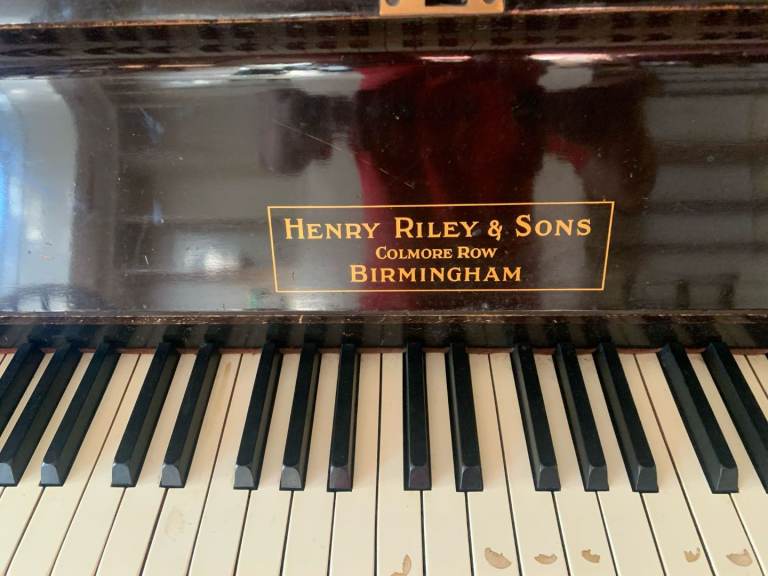 Henry Riley & Sons
Colmore Row
Birmingham